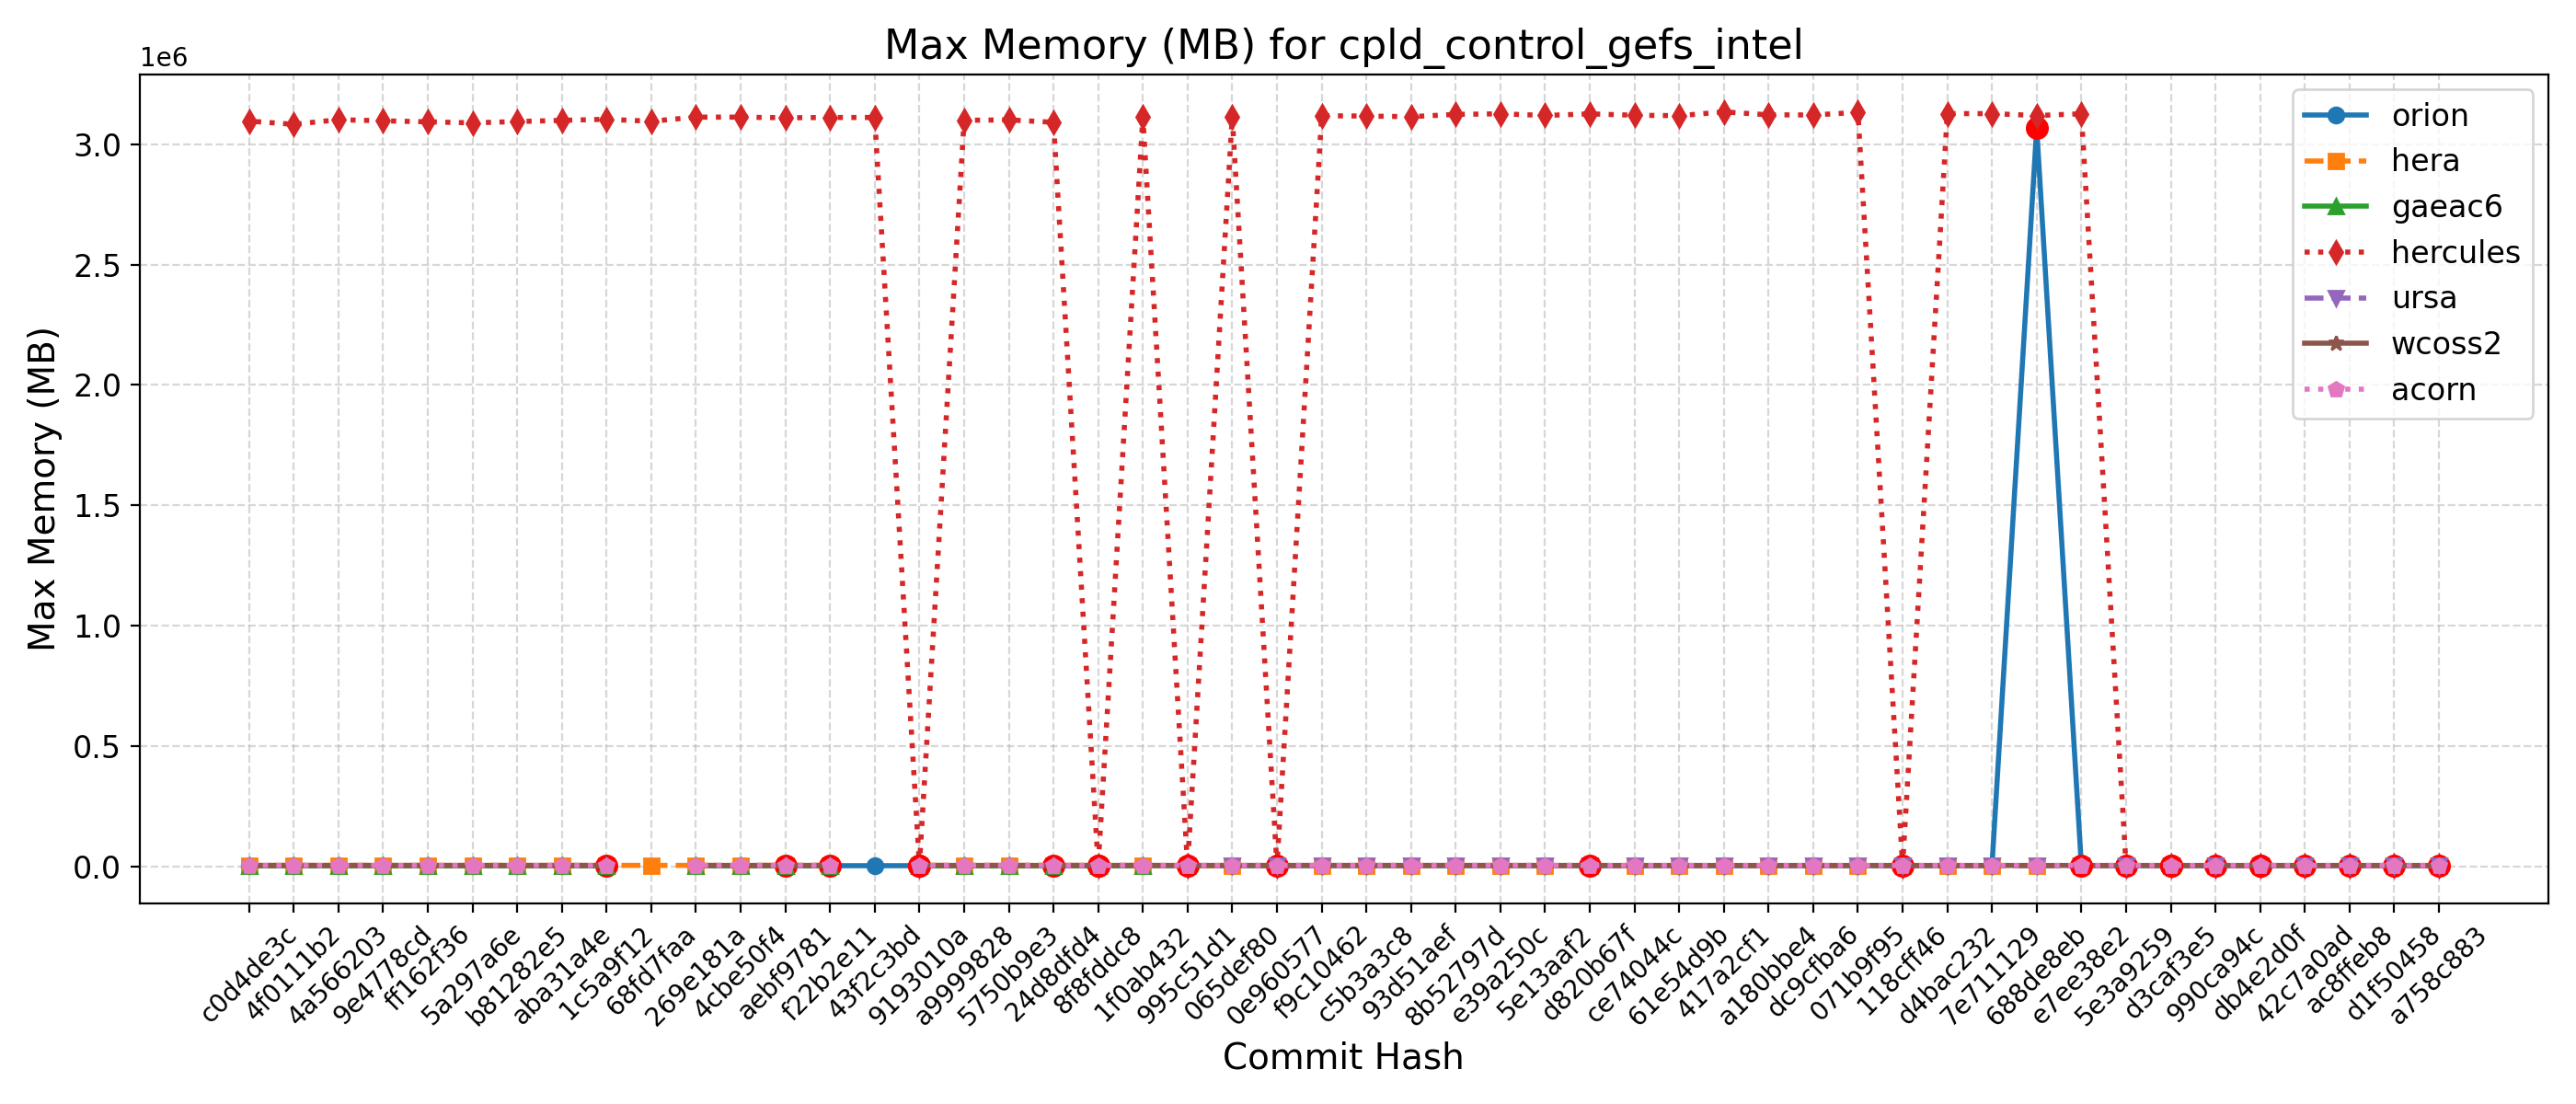 Max Memory (MB) for cpld_control_gefs_intel
1e6
3.0
2.5
2.0
1.5
1.0
0.5
0.0
Max Memory (MB)
orion
hera
gaeac6
hercules
ursa
wcoss2
acorn
c0d4de3c
4f0111b2
4a566203
9e4778cd
ff162f36
5a297a6e
b81282e5
aba31a4e
1c5a9f12
68fd7faa
269e181a
4cbe50f4
aebf9781
f22b2e11
43f2c3bd
9193010a
a9999828
5750b9e3
24d8dfd4
8f8fddc8
1f0ab432
995c51d1
065def80
0e960577
f9c10462
c5b3a3c8
93d51aef
8b52797d
e39a250c
5e13aaf2
d820b67f
ce74044c
61e54d9b
417a2cf1
a180bbe4
dc9cfba6
071b9f95
118cff46
d4bac232
7e711129
688de8eb
e7ee38e2
5e3a9259
d3caf3e5
990ca94c
db4e2d0f
42c7a0ad
ac8ffeb8
d1f50458
a758c883
Commit Hash